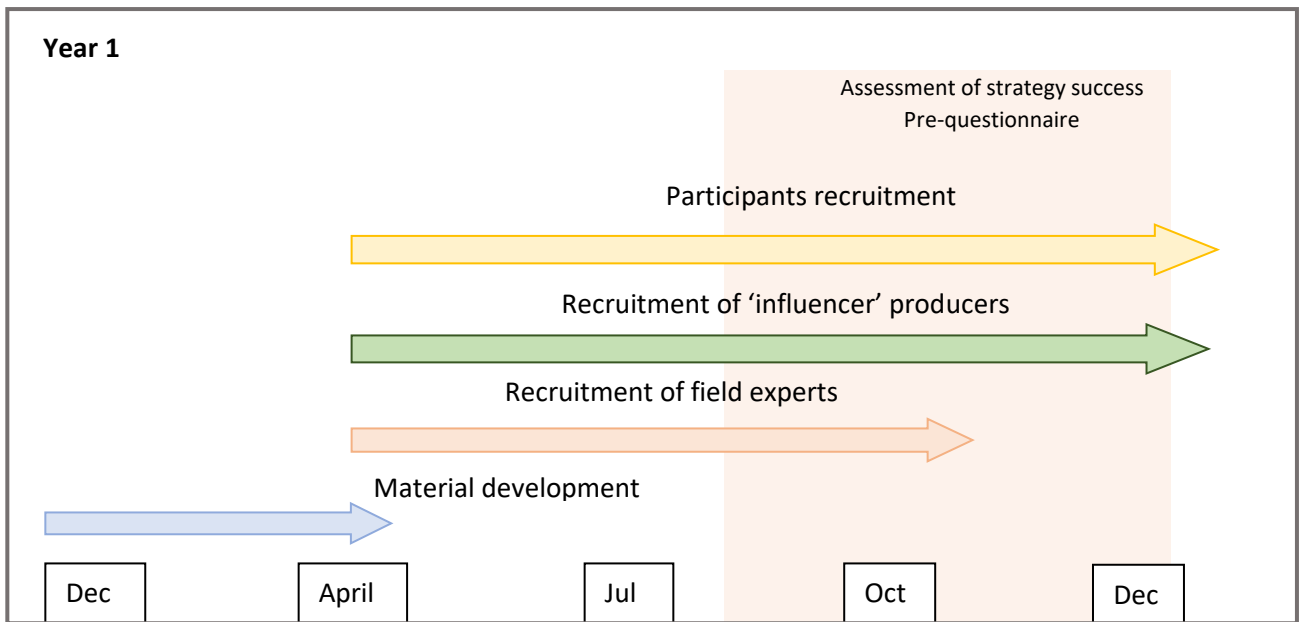 Year 1
Assessment of strategy success
Pre-questionnaire
Participants recruitment
Recruitment of ‘influencer’ producers
Recruitment of field experts
Material development
Dec
April
Jul
Oct
Dec